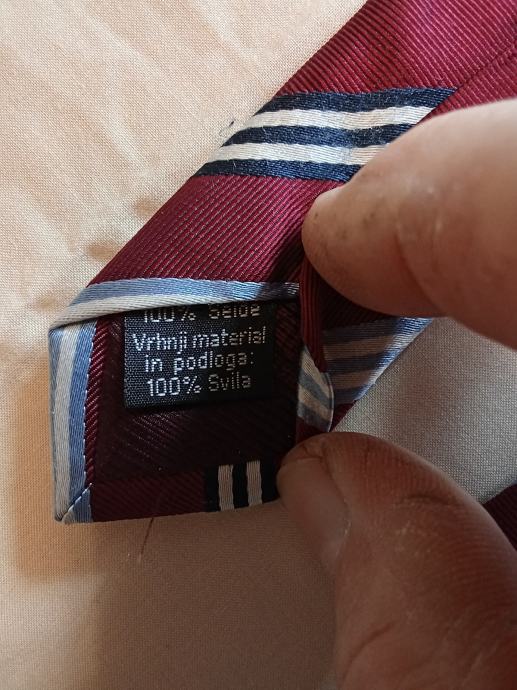 100% Seide
Vrhnji material
in podloga:
100% Svila